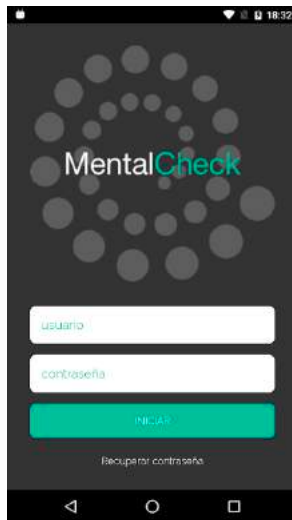 18:32
MentalCheck
usuario
contraseña
INICIAR
Recuperar contraseña